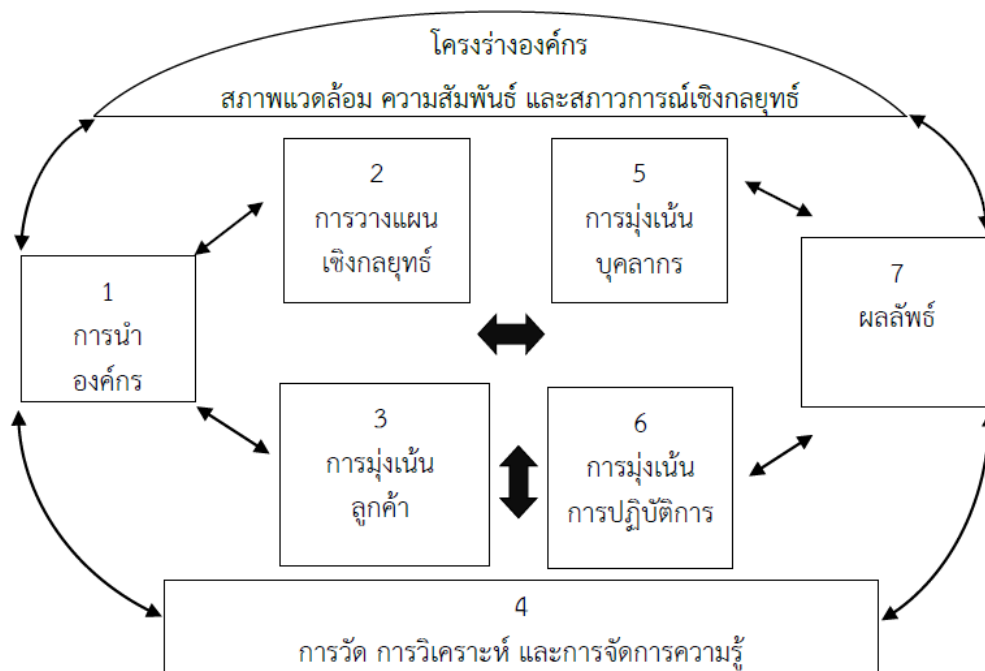 โครงร่างองค์กร
สภาพแวดล้อม ความสัมพันธ์ และสภาวการณ์เชิงกลยุทธ์
1
การนำ
องค์กร
2
การวางแผน
เชิงกลยุทธ์
3
การมุ่งเน้น
ลูกค้า
5
การมุ่งเน้น
บุคลากร
6
การมุ่งเน้น
การปฏิบัติการ
7
ผลลัพธ์
4
การวัด การวิเคราะห์ และการจัดการความรู้